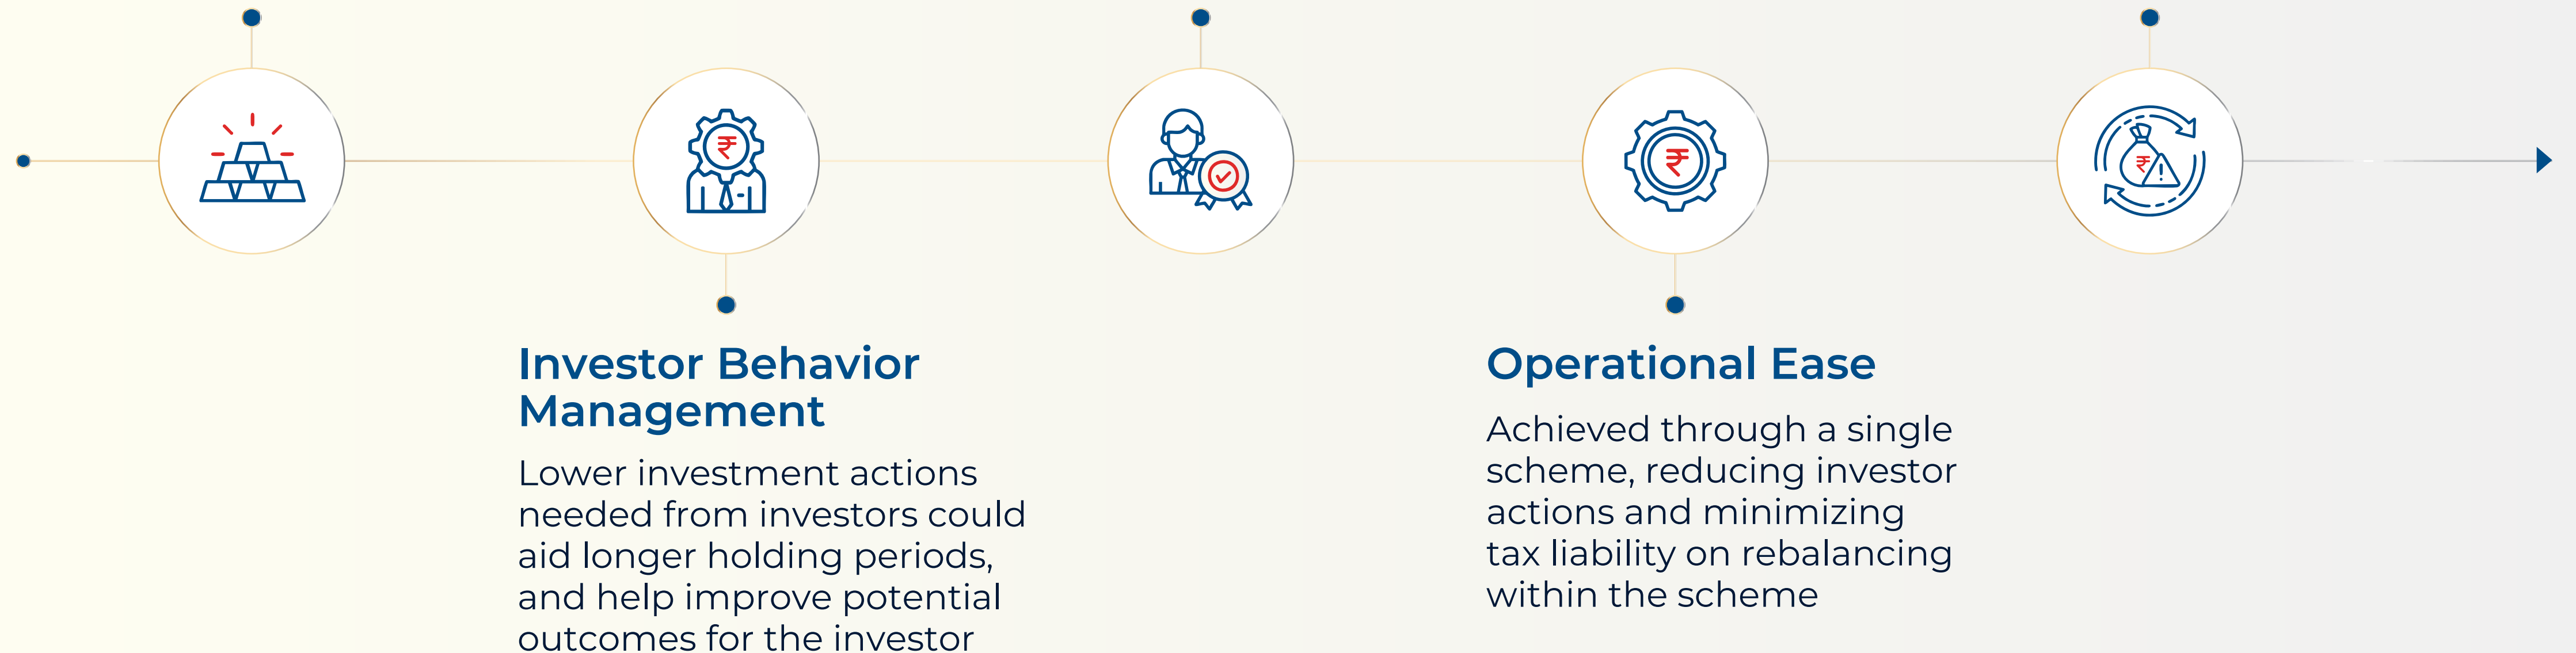 Investor Behavior
Management
Lower investment actions
needed from investors could
aid longer holding periods,
and help improve potential
outcomes for the investor
Operational Ease
Achieved through a single
scheme, reducing investor
actions and minimizing
tax liability on rebalancing
within the scheme